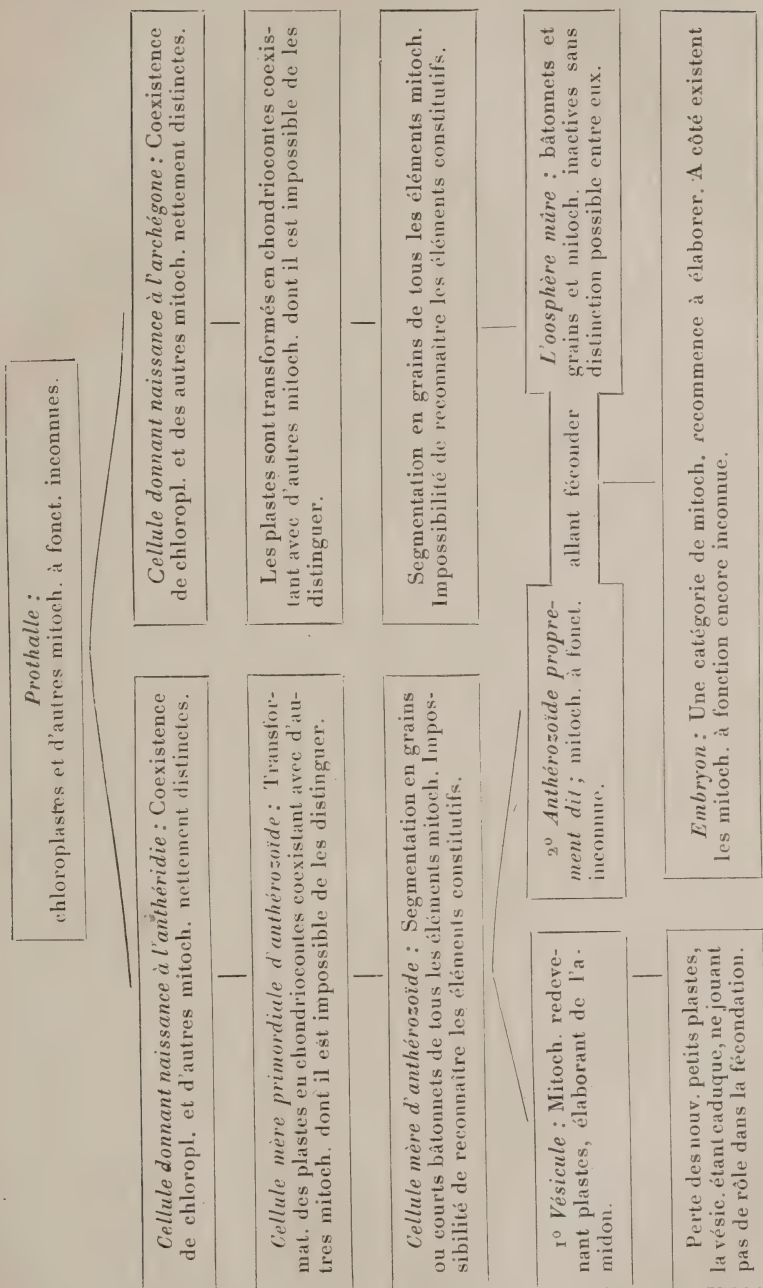 Prothalle :
chloroplastes et d'autres mitoch. à fonct. inconnues.
Cellule donnant naissance à l'anthéridie : Coexistence
de chloropl. et d'autres mitoch. nettement distinctes.
Cellule mère primordiale d'anthérozoïde : Transfor-
mat. des plastes en chondriocontes coexistant avec d'au-
tres mitoch. dont il est impossible de les distinguer.
Cellule mère d'anthérozoïde : Segmentation en grains
ou courts bâtonnets de tous les éléments mitoch. Impos-
sibilité de reconnaître les éléments constitutifs.
1º Vésicule : Mitoch. redeve-
nant plastes, élaborant de l'a-
midon.
Perte des nouv. petits plastes,
la vésic. étant caduque, ne jouant
pas de rôle dans la fécondation.
2º Anthérozoïde propre-
ment dit ; mitoch. à fonct.
inconnue.
allant féconder
Cellule donnant naissance à l'archégone : Coexistence
de chloropl. et des autres mitoch. nettement distinctes.
Les plastes sont transformés en chondriocontes coexis-
tant avec d'autres mitoch. dont il est impossible de les
distinguer.
Segmentation en grains de tous les éléments mitoch.
Impossibilité de reconnaître les éléments constitutifs.
L'oosphère mûre : bâtonnets et
grains et mitoch. inactives sans
distinction possible entre eux.
Embryon : Une catégorie de mitoch. recommence à élaborer. A côté existent
les mitoch. à fonction encore inconnue.